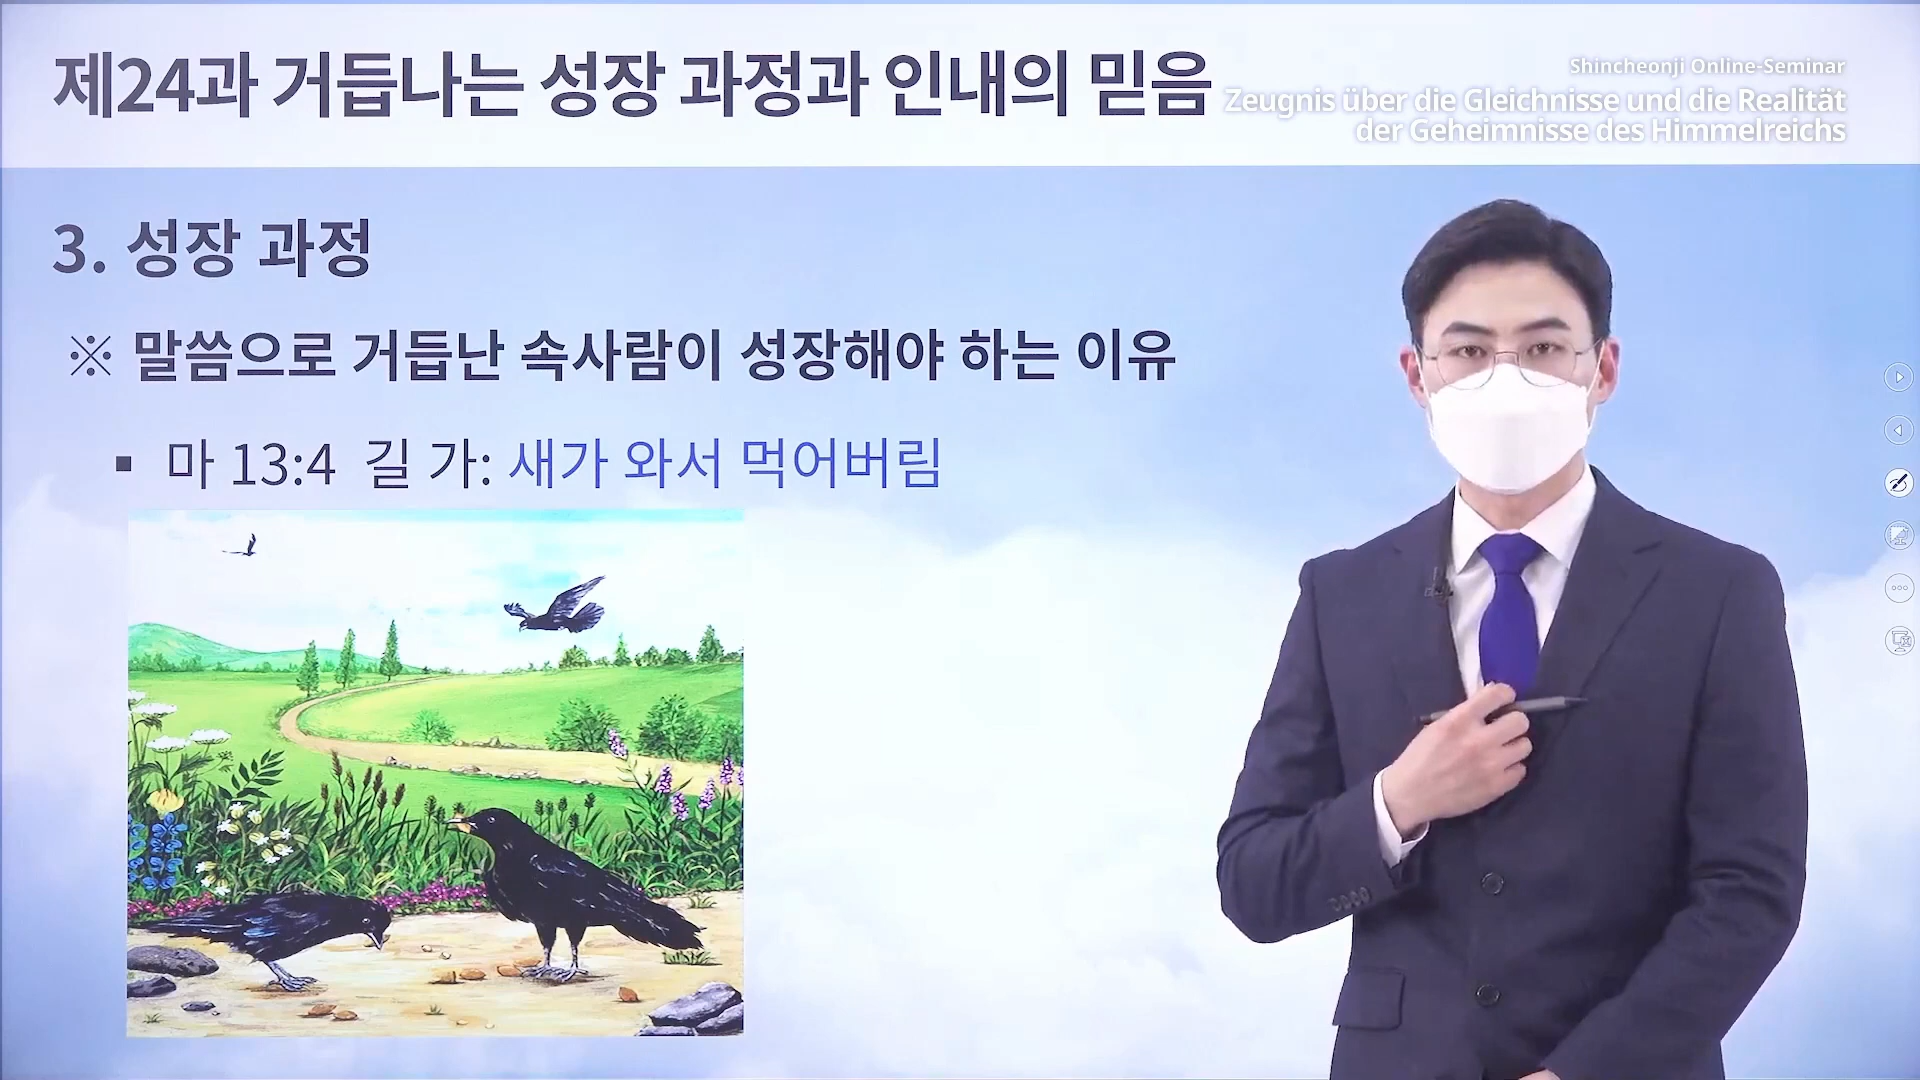 제24과 거듭나는 성장 과정과 인내의 믿음
Shincheonji Online-Seminar
Zeugnis über die Gleichnisse und die Realität
der Geheimnisse des Himmelreichs
3. 성장 과정
※ 말씀으로 거듭난 속사람이 성장해야 하는 이유
▪ 마 13:4 길 가: 새가 와서 먹어버림